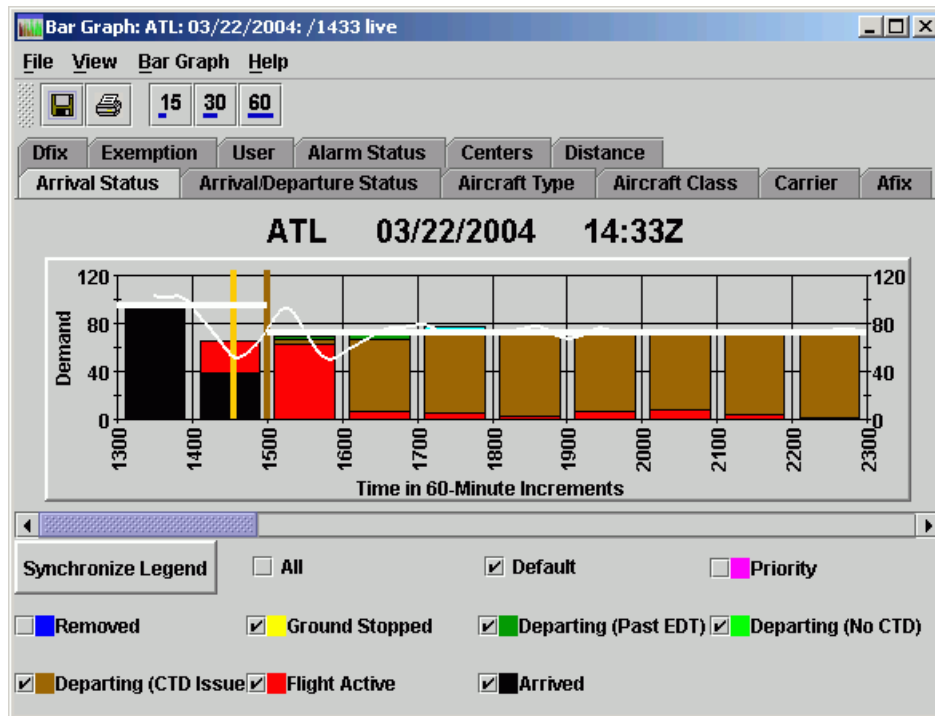 Bar Graph: ATL: 03/22/2004: /1433 live
File View Bar Graph Help
15 30 60
Dfix Exemption User Alarm Status Centers Distance
Arrival Status Arrival/Departure Status Aircraft Type Aircraft Class Carrier Afix
ATL 03/22/2004 14:33Z
120 120
80 80
40 40
0 0
Demand
1300 1400 1500 1600 1700 1800 1900 2000 2100 2200 2300
Time in 60-Minute Increments
Synchronize Legend All Default Priority
Removed Ground Stopped Departing (Past EDT) Departing (No CTD)
Departing (CTD Issue Flight Active Arrived